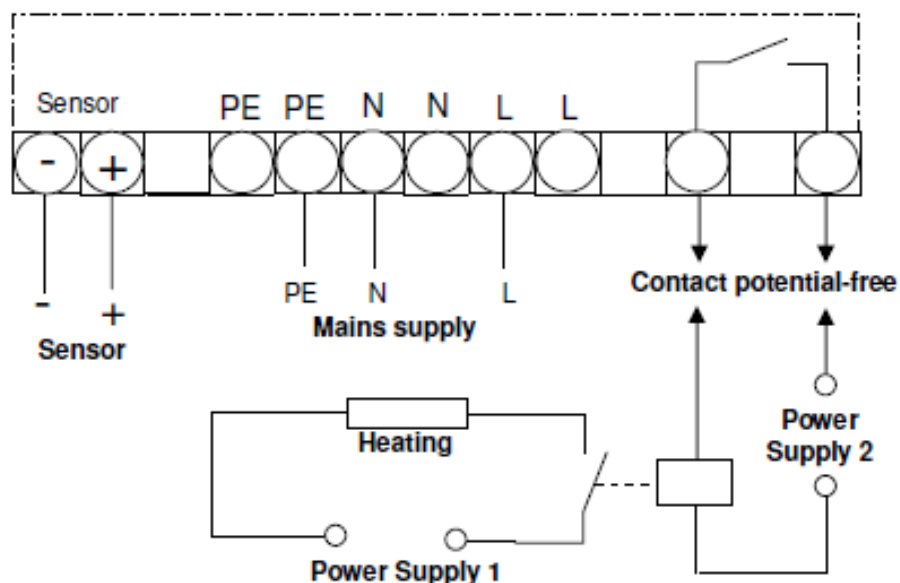 Sensor PE PE N N L L
- +
- + PE N L
Sensor
Mains supply
Contact potential-free
Heating
Power
Supply 2
Power Supply 1